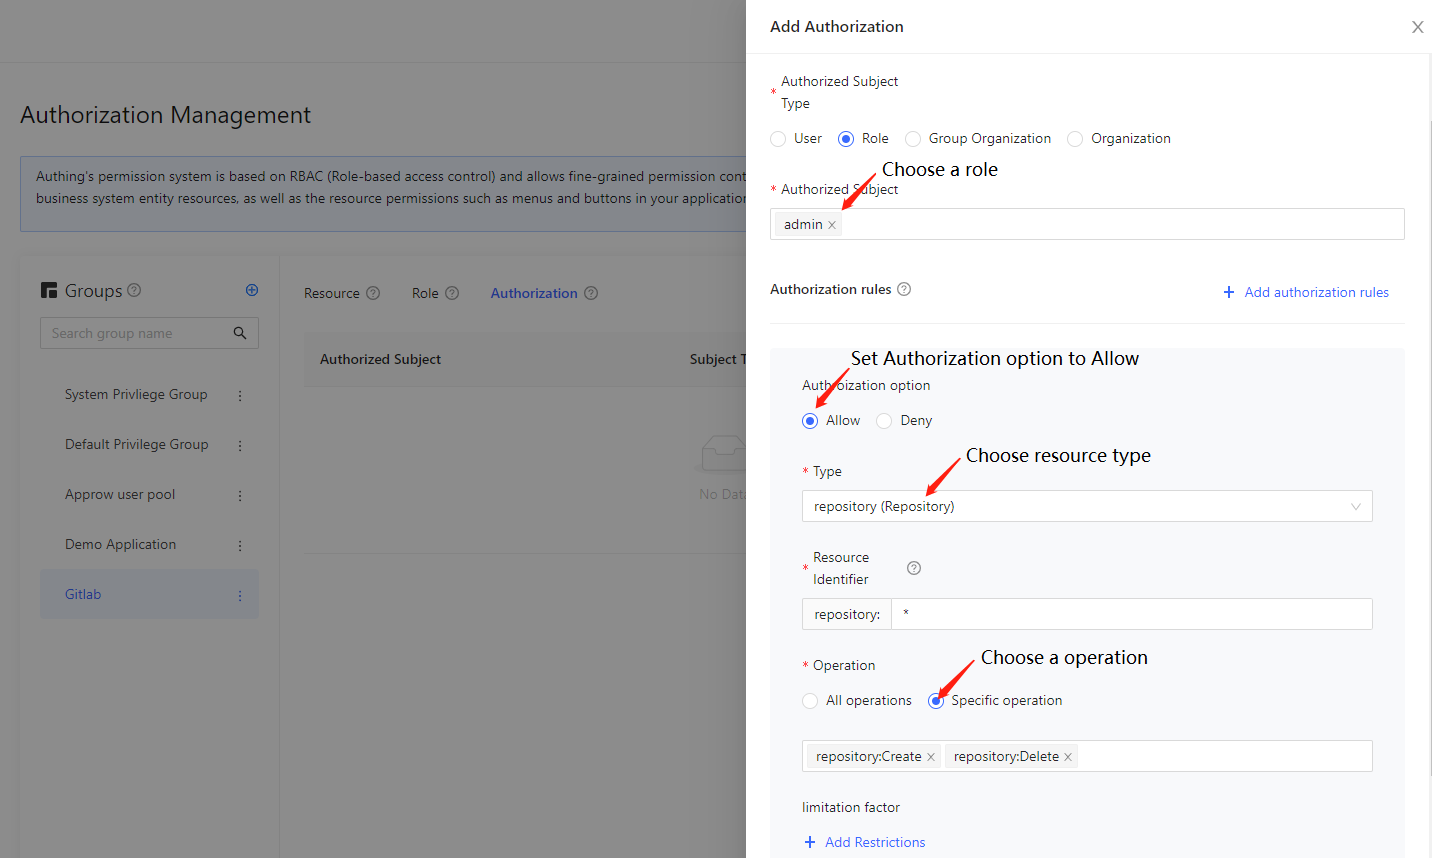 Add Authorization
Authorized Subject
Type
User Role Group Organization Organization
Choose a role
Authorized Subject
admin
Authorization rules
Add authorization rules
Set Authorization option to Allow
Authroization option
Allow Deny
Choose resource type
Type
repository (Repository)
Resource
Identifier
repository: *
Choose a operation
Operation
All operations Specific operation
repository:Create repository:Delete
limitation factor
Add Restrictions
Authorization Management
Authing's permission system is based on RBAC (Role-based access control) and allows fine-grained permission cont
business system entity resources, as well as the resource permissions such as menus and buttons in your application
Groups
Search group name
System Privliege Group
Default Privilege Group
Approw user pool
Demo Application
Gitlab
Resource Role Authorization
Authorized Subject Subject T
No Data